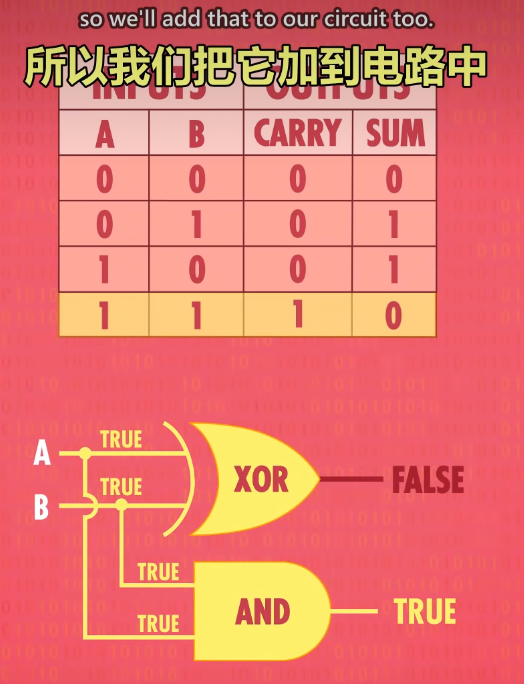 so we'll add that to our circuit too.
所以我们把它加到电路中
INPUTS OUTPUTS
A B CARRY SUM
0 0 0 0
0 1 0 1
1 0 0 1
1 1 1 0
A TRUE
XOR FALSE
B TRUE
TRUE
AND TRUE
TRUE